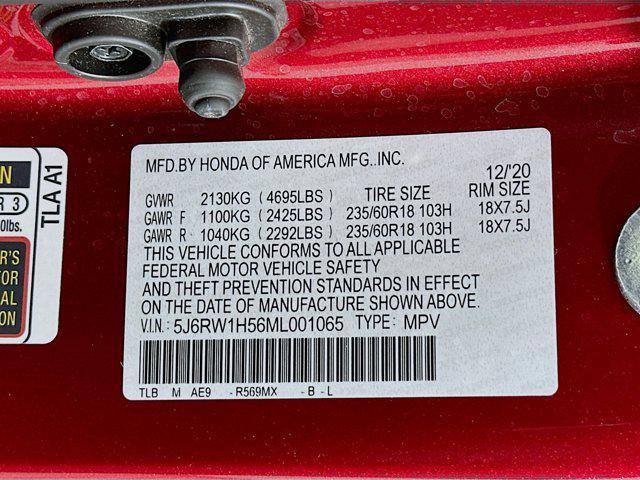 MFD.BY HONDA OF AMERICA MFG.,INC.
12/'20
GVWR 2130KG (4695LBS) TIRE SIZE RIM SIZE
GAWR F 1100KG (2425LBS) 235/60R18 103H 18X7.5J
GAWR R 1040KG (2292LBS) 235/60R18 103H 18X7.5J
THIS VEHICLE CONFORMS TO ALL APPLICABLE
FEDERAL MOTOR VEHICLE SAFETY
AND THEFT PREVENTION STANDARDS IN EFFECT
ON THE DATE OF MANUFACTURE SHOWN ABOVE.
V.I.N: 5J6RW1H56ML001065 TYPE: MPV
TLB M AE9 -R569MX -B-L
TLA A1
R 3